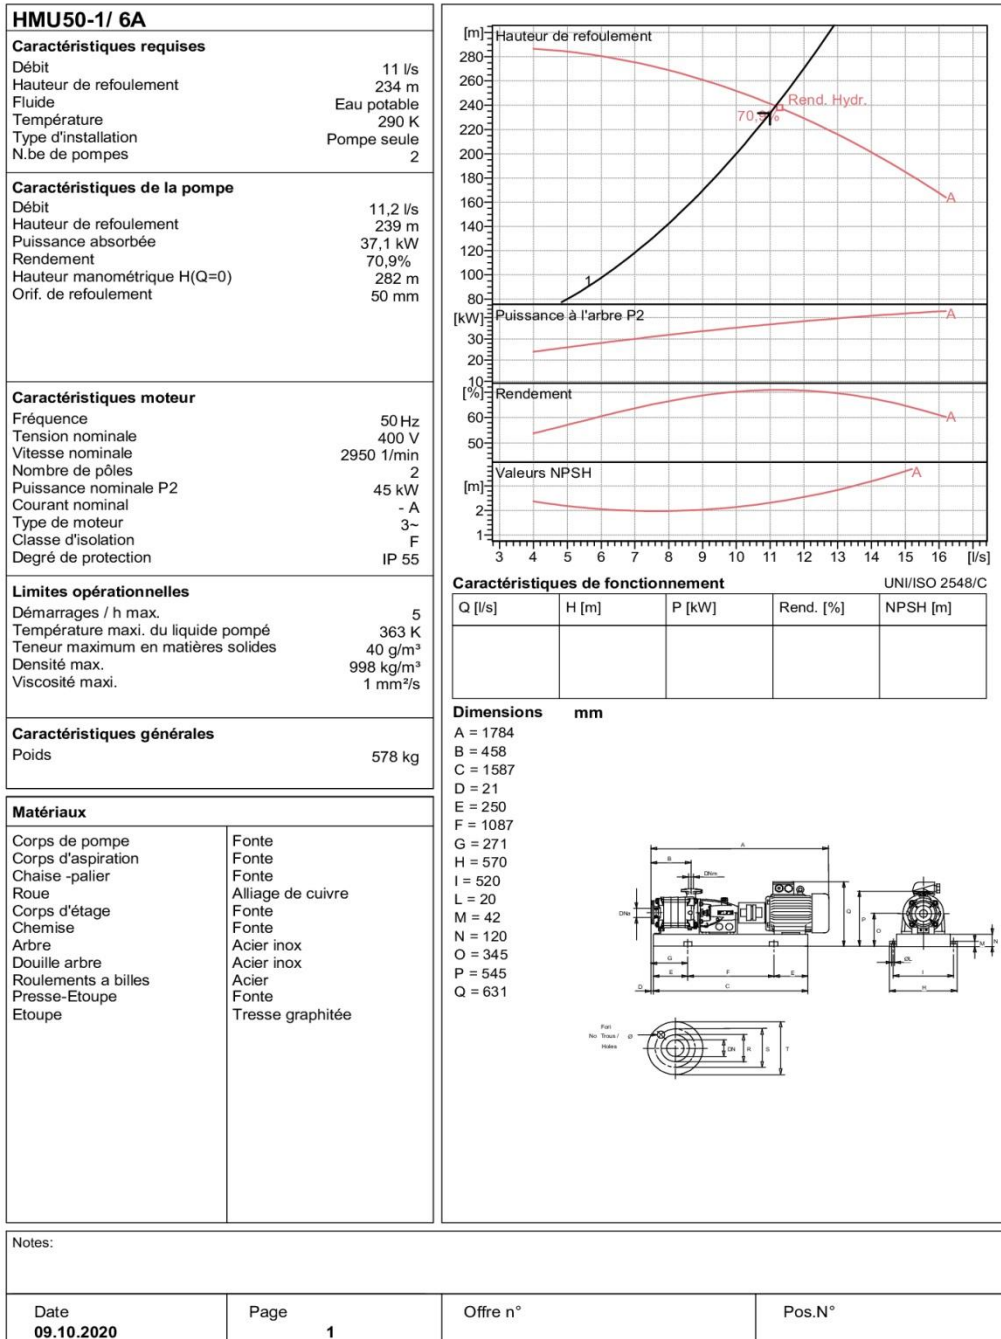 HMU50-1/ 6A
Caractéristiques requises
Débit 11 l/s
Hauteur de refoulement 234 m
Fluide Eau potable
Température 290 K
Type d'installation Pompe seule
N.be de pompes 2
Caractéristiques de la pompe
Débit 11,2 l/s
Hauteur de refoulement 239 m
Puissance absorbée 37,1 kW
Rendement 70,9%
Hauteur manométrique H(Q=0) 282 m
Orif. de refoulement 50 mm
Caractéristiques moteur
Fréquence 50 Hz
Tension nominale 400 V
Vitesse nominale 2950 1/min
Nombre de pôles 2
Puissance nominale P2 45 kW
Courant nominal - A
Type de moteur 3~
Classe d'isolation F
Degré de protection IP 55
Limites opérationnelles
Démarrages / h max. 5
Température maxi. du liquide pompé 363 K
Teneur maximum en matières solides 40 g/m³
Densité max. 998 kg/m³
Viscosité maxi. 1 mm²/s
Caractéristiques générales
Poids 578 kg
Matériaux
Corps de pompe Fonte
Corps d'aspiration Fonte
Chaise -palier Fonte
Roue Alliage de cuivre
Corps d'étage Fonte
Chemise Fonte
Arbre Acier inox
Douille arbre Acier inox
Roulements a billes Acier
Presse-Etoupe Fonte
Etoupe Tresse graphitée
[m] Hauteur de refoulement
280
260
240 Rend. Hydr.
70,9%
220
200
180
160 A
140
120
100 1
80
[kW] Puissance à l'arbre P2 A
30
20
10
[%] Rendement
60 A
50
Valeurs NPSH A
[m]
2
1
3 4 5 6 7 8 9 10 11 12 13 14 15 16 [l/s]
Caractéristiques de fonctionnement UNI/ISO 2548/C
Q [l/s] H [m] P [kW] Rend. [%] NPSH [m]
Dimensions mm
A = 1784
B = 458
C = 1587
D = 21
E = 250
F = 1087
G = 271
H = 570
I = 520
L = 20
M = 42
N = 120
O = 345
P = 545
Q = 631
A
B
DNm
DNa
Q P O M N
G
E F E ØL I
D C H
Fori
No Trous / Ø
Holes
DN R S T
Notes:
Date Page Offre n° Pos.N°
09.10.2020 1